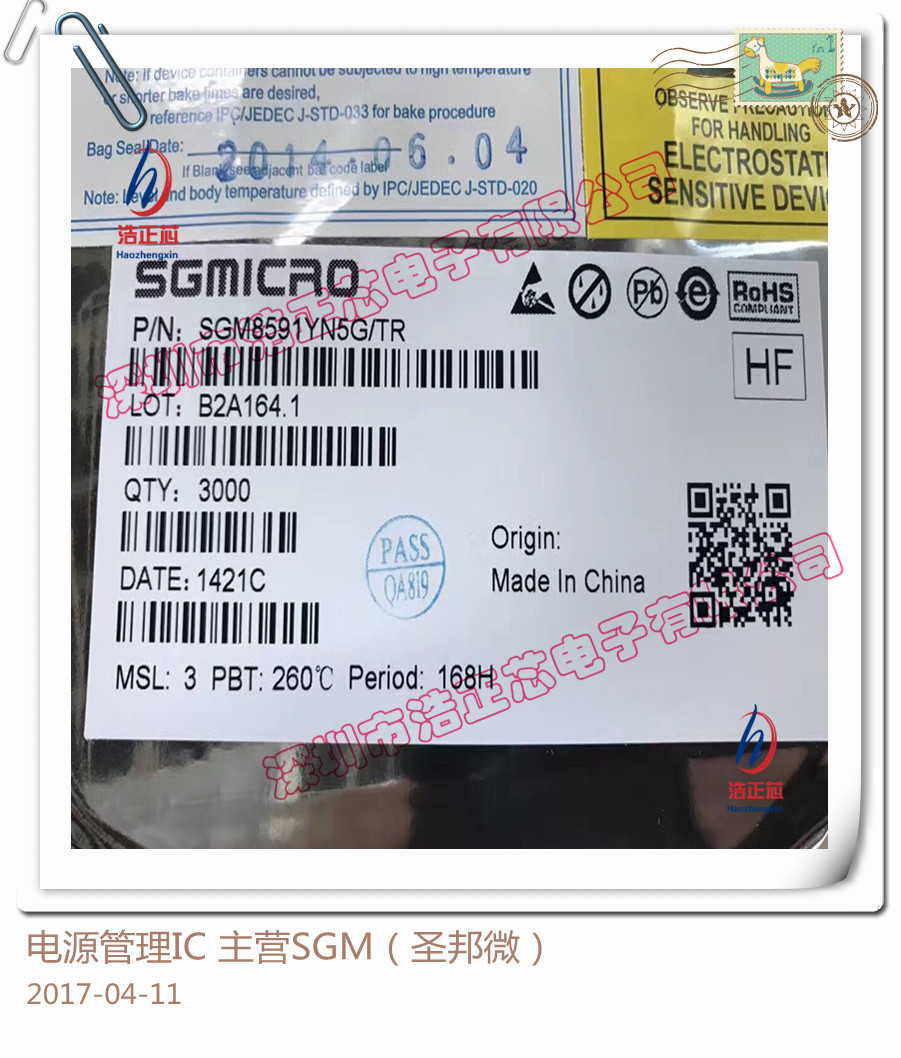 Note: If device containers cannot be subjected to high temperature
or shorter bake times are desired,
reference IPC/JEDEC J-STD-033 for bake procedure
Bag Seal Date: 2014.06.04
If Blank see adjacent bar code label
Note: Level and body temperature defined by IPC/JEDEC J-STD-020
OBSERVE PRECAUTION
FOR HANDLING
ELECTROSTATI
SENSITIVE DEVI
浩正芯
Haozhengxin
SGMICRO
Pb
e
RoHS
COMPLIANT
P/N: SGM8591YN5G/TR
HF
LOT: B2A164.1
QTY: 3000
PASS
QA819
Origin:
Made In China
DATE: 1421C
MSL: 3 PBT: 260℃ Period: 168H
深圳市浩正芯电子有限公司
深圳市浩正芯电子有限公司
浩正芯
Haozhengxin
电源管理IC 主营SGM（圣邦微）
2017-04-11